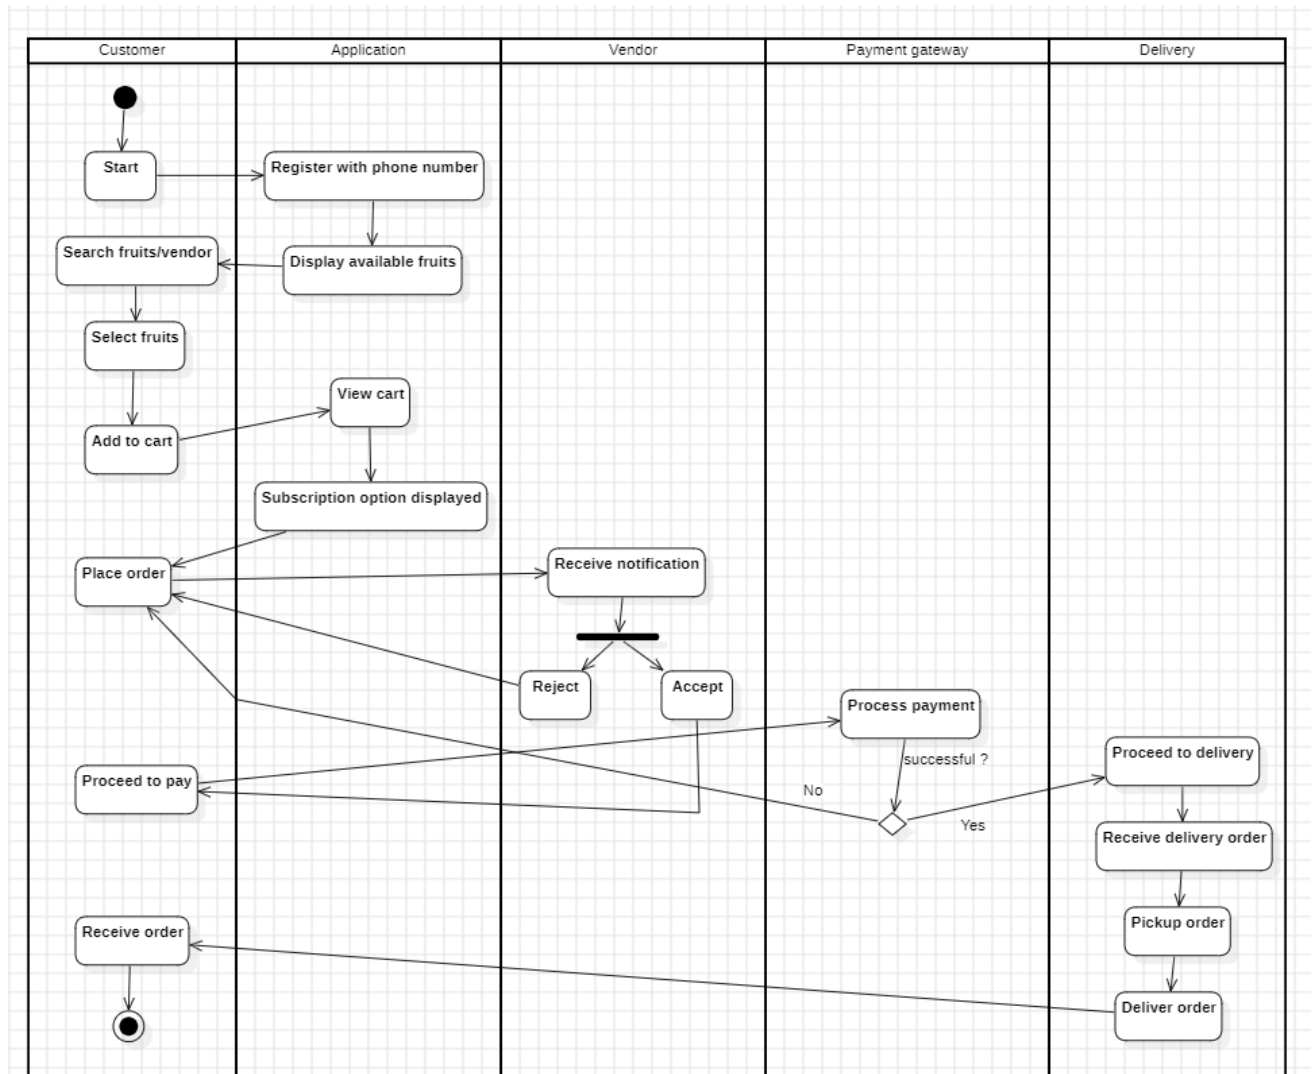 Customer
Application
Vendor
Payment gateway
Delivery
Start
Register with phone number
Search fruits/vendor
Display available fruits
Select fruits
View cart
Add to cart
Subscription option displayed
Place order
Receive notification
Reject
Accept
Process payment
successful ?
Proceed to delivery
Proceed to pay
No
Yes
Receive delivery order
Pickup order
Receive order
Deliver order